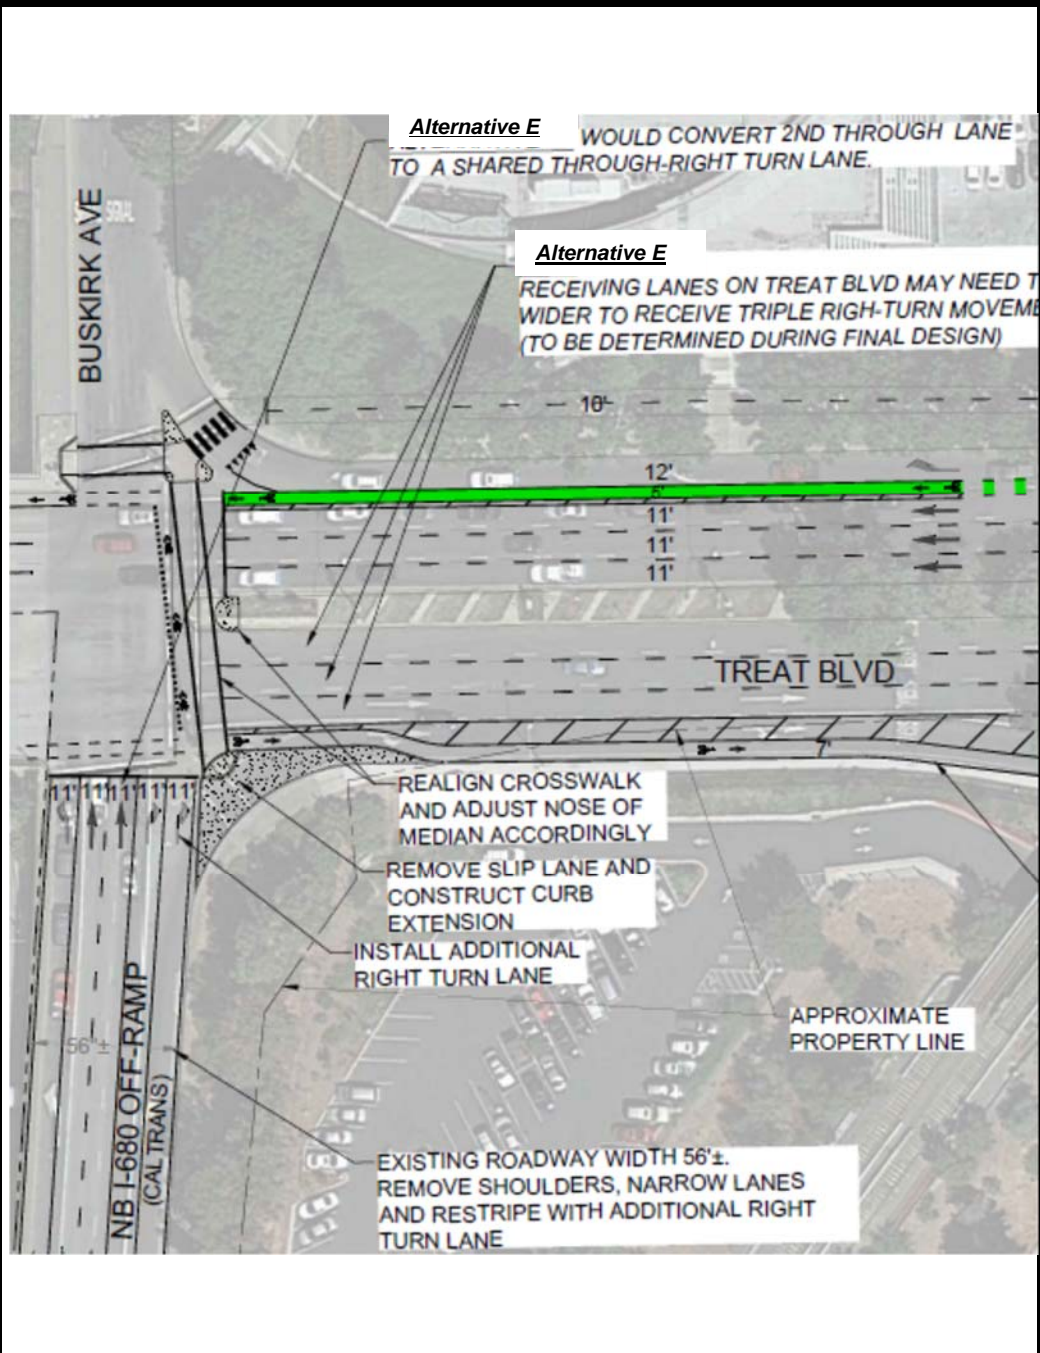 Alternative E
WOULD CONVERT 2ND THROUGH LANE
TO A SHARED THROUGH-RIGHT TURN LANE.
BUSKIRK AVE
SIGNAL
Alternative E
RECEIVING LANES ON TREAT BLVD MAY NEED T
WIDER TO RECEIVE TRIPLE RIGH-TURN MOVEME
(TO BE DETERMINED DURING FINAL DESIGN)
10'
12'
6'
11'
11'
11'
TREAT BLVD
7'
11' 11' 11' 11' 11'
REALIGN CROSSWALK
AND ADJUST NOSE OF
MEDIAN ACCORDINGLY
REMOVE SLIP LANE AND
CONSTRUCT CURB
EXTENSION
INSTALL ADDITIONAL
RIGHT TURN LANE
APPROXIMATE
PROPERTY LINE
56'±
NB I-680 OFF-RAMP
(CALTRANS)
EXISTING ROADWAY WIDTH 56'±.
REMOVE SHOULDERS, NARROW LANES
AND RESTRIPE WITH ADDITIONAL RIGHT
TURN LANE